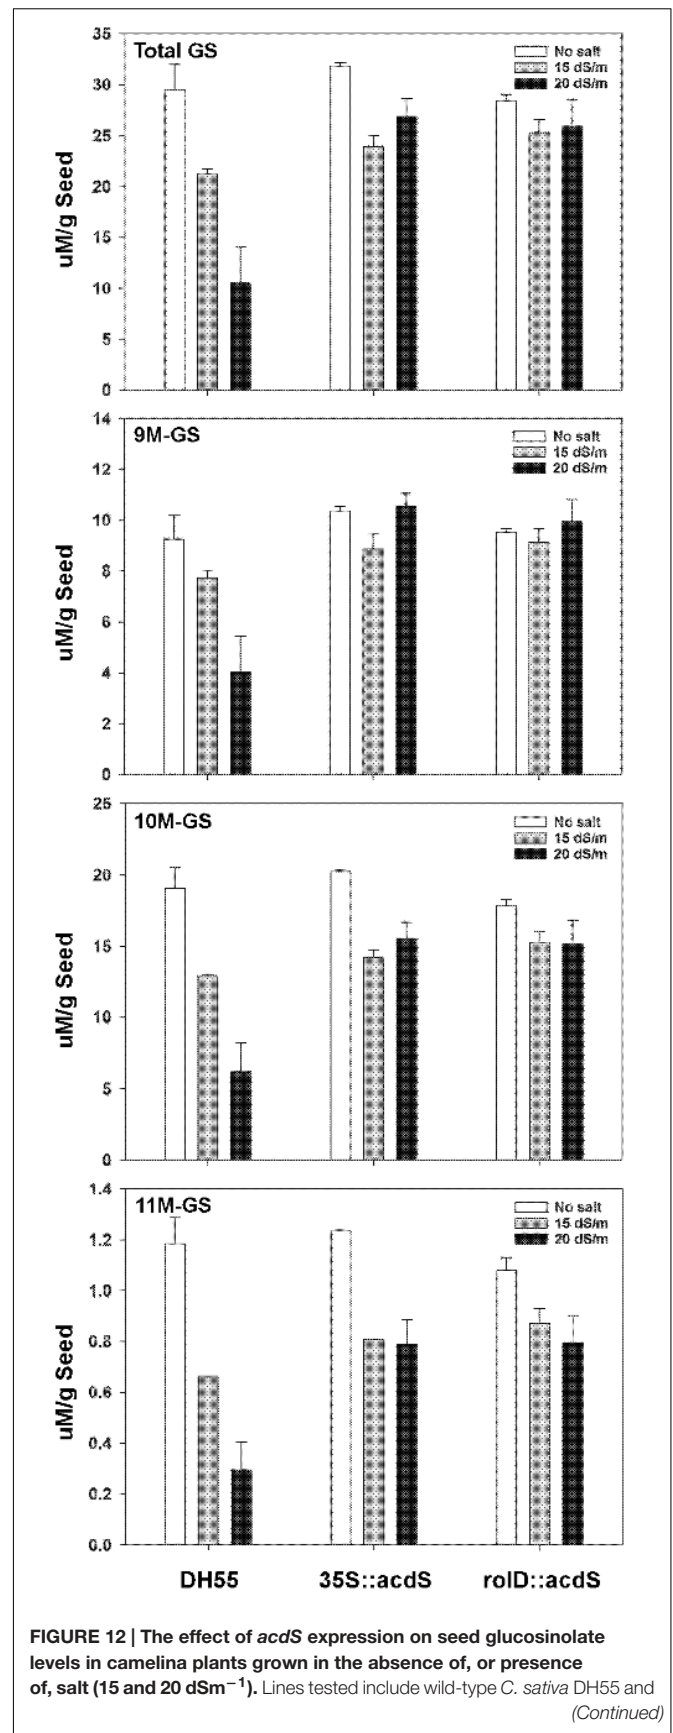 Total GS
No salt
15 dS/m
20 dS/m
35
30
25
20
15
10
5
0
uM/g Seed
9M-GS
No salt
15 dS/m
20 dS/m
14
12
10
8
6
4
2
0
uM/g Seed
10M-GS
No salt
15 dS/m
20 dS/m
25
20
15
10
5
0
uM/g Seed
11M-GS
No salt
15 dS/m
20 dS/m
1.4
1.2
1.0
0.8
0.6
0.4
0.2
0.0
uM/g Seed
DH55 35S::acdS rolD::acdS
FIGURE 12 | The effect of acdS expression on seed glucosinolate
levels in camelina plants grown in the absence of, or presence
of, salt (15 and 20 dSm⁻¹). Lines tested include wild-type C. sativa DH55 and
(Continued)